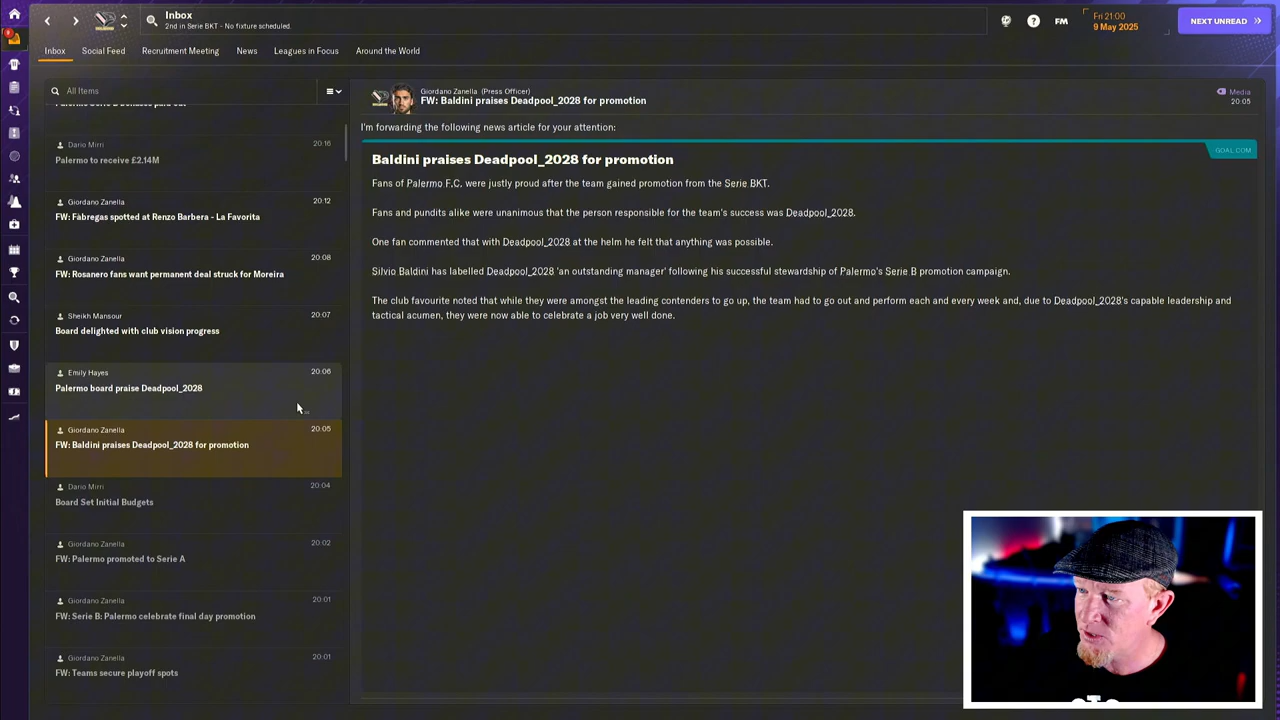 Inbox
2nd in Serie BKT - No fixture scheduled.
FM
Fri 21:00
9 May 2025
NEXT UNREAD
Inbox
Social Feed
Recruitment Meeting
News
Leagues in Focus
Around the World
All Items
Dario Mirri
20:16
Palermo to receive £2.14M
Giordano Zanella
20:12
FW: Fàbregas spotted at Renzo Barbera - La Favorita
Giordano Zanella
20:08
FW: Rosanero fans want permanent deal struck for Moreira
Sheikh Mansour
20:07
Board delighted with club vision progress
Emily Hayes
20:06
Palermo board praise Deadpool_2028
Giordano Zanella
20:05
FW: Baldini praises Deadpool_2028 for promotion
Dario Mirri
20:04
Board Set Initial Budgets
Giordano Zanella
20:02
FW: Palermo promoted to Serie A
Giordano Zanella
20:01
FW: Serie B: Palermo celebrate final day promotion
Giordano Zanella
20:01
FW: Teams secure playoff spots
Giordano Zanella (Press Officer)
FW: Baldini praises Deadpool_2028 for promotion
Media
20:05
I'm forwarding the following news article for your attention:
GOAL.COM
Baldini praises Deadpool_2028 for promotion
Fans of Palermo F.C. were justly proud after the team gained promotion from the Serie BKT.
Fans and pundits alike were unanimous that the person responsible for the team's success was Deadpool_2028.
One fan commented that with Deadpool_2028 at the helm he felt that anything was possible.
Silvio Baldini has labelled Deadpool_2028 'an outstanding manager' following his successful stewardship of Palermo's Serie B promotion campaign.
The club favourite noted that while they were amongst the leading contenders to go up, the team had to go out and perform each and every week and, due to Deadpool_2028's capable leadership and
tactical acumen, they were now able to celebrate a job very well done.